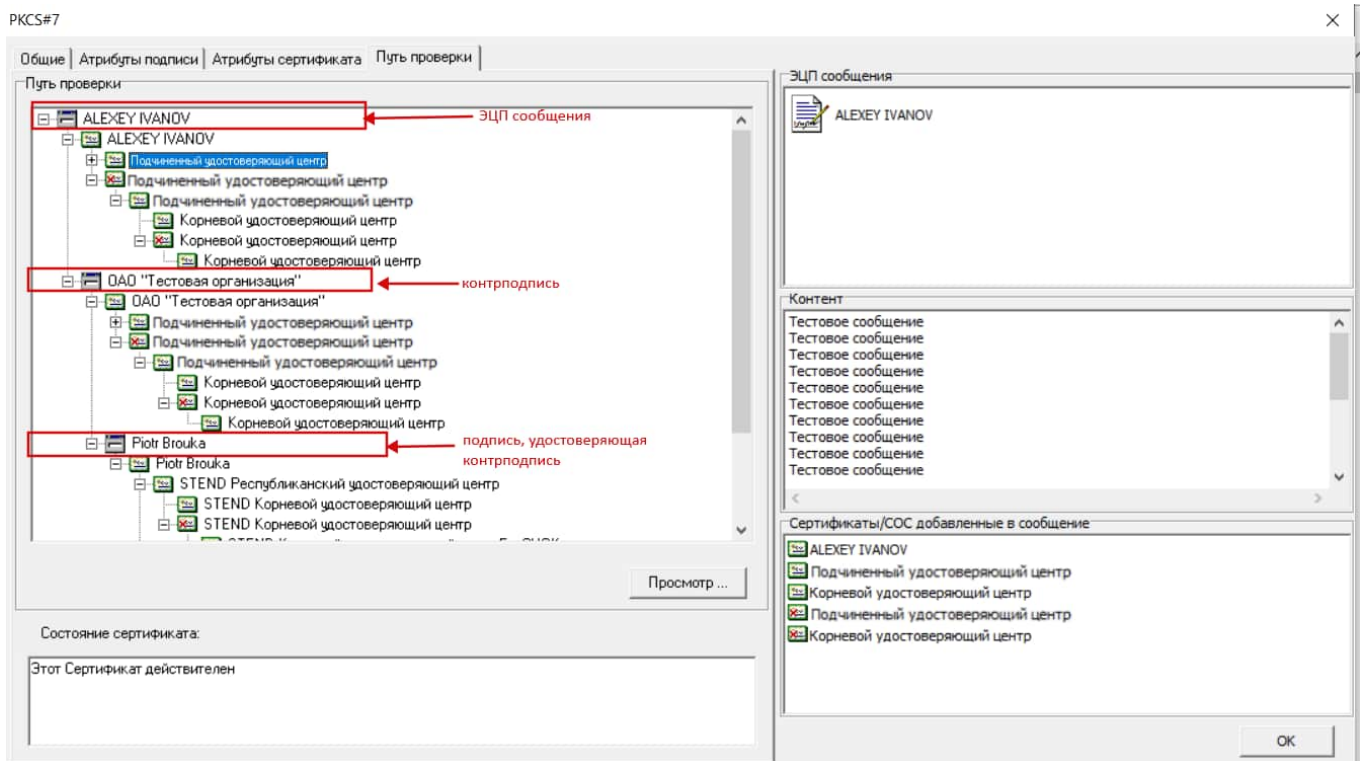 PKCS#7
Общие Атрибуты подписи Атрибуты сертификата Путь проверки
Путь проверки
ALEXEY IVANOV
ЭЦП сообщения
ALEXEY IVANOV
Подчиненный удостоверяющий центр
Подчиненный удостоверяющий центр
Подчиненный удостоверяющий центр
Корневой удостоверяющий центр
Корневой удостоверяющий центр
Корневой удостоверяющий центр
ОАО "Тестовая организация"
контрподпись
ОАО "Тестовая организация"
Подчиненный удостоверяющий центр
Подчиненный удостоверяющий центр
Подчиненный удостоверяющий центр
Корневой удостоверяющий центр
Корневой удостоверяющий центр
Корневой удостоверяющий центр
Piotr Brouka
подпись, удостоверяющая
контрподпись
Piotr Brouka
STEND Республиканский удостоверяющий центр
STEND Корневой удостоверяющий центр
STEND Корневой удостоверяющий центр
Просмотр ...
Состояние сертификата:
Этот Сертификат действителен
ЭЦП сообщения
ALEXEY IVANOV
Контент
Тестовое сообщение
Тестовое сообщение
Тестовое сообщение
Тестовое сообщение
Тестовое сообщение
Тестовое сообщение
Тестовое сообщение
Тестовое сообщение
Тестовое сообщение
Тестовое сообщение
Сертификаты/СОС добавленные в сообщение
ALEXEY IVANOV
Подчиненный удостоверяющий центр
Корневой удостоверяющий центр
Подчиненный удостоверяющий центр
Корневой удостоверяющий центр
OK